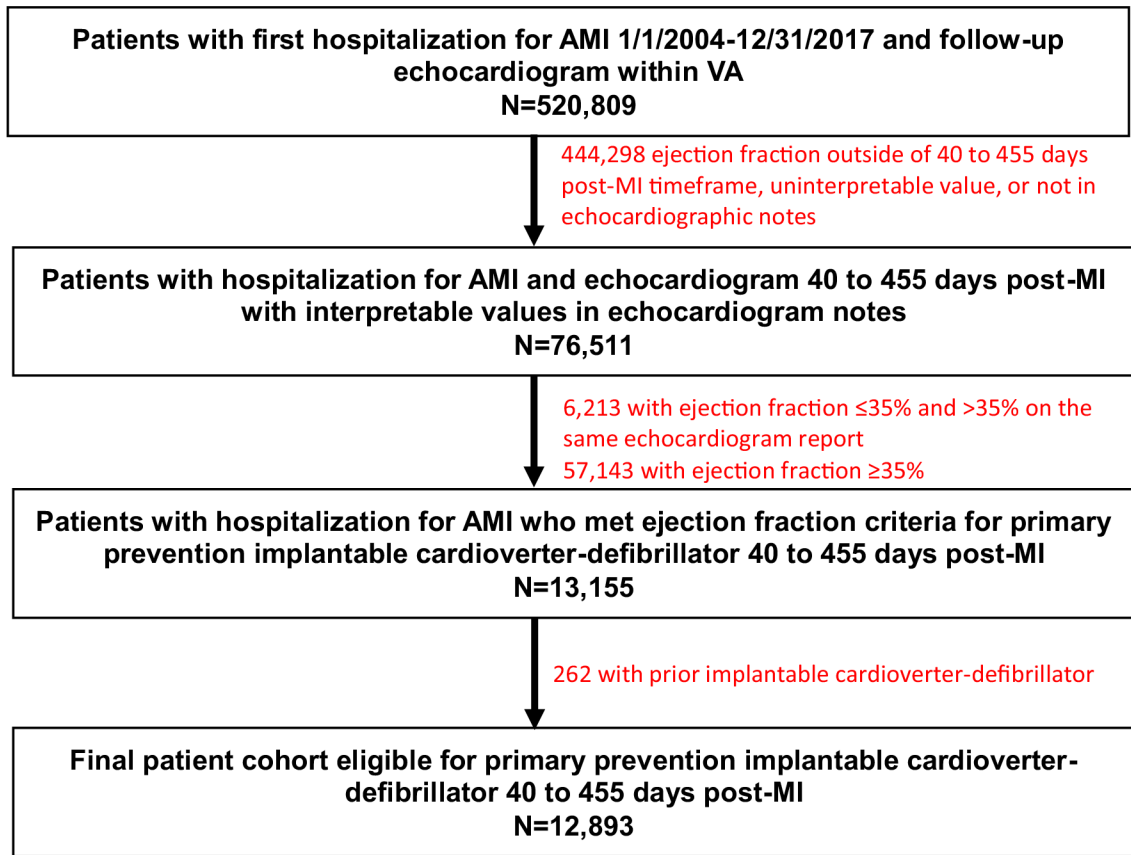 Patients with first hospitalization for AMI 1/1/2004-12/31/2017 and follow-up
echocardiogram within VA
N=520,809
444,298 ejection fraction outside of 40 to 455 days
post-MI timeframe, uninterpretable value, or not in
echocardiographic notes
Patients with hospitalization for AMI and echocardiogram 40 to 455 days post-MI
with interpretable values in echocardiogram notes
N=76,511
6,213 with ejection fraction ≤35% and >35% on the
same echocardiogram report
57,143 with ejection fraction ≥35%
Patients with hospitalization for AMI who met ejection fraction criteria for primary
prevention implantable cardioverter-defibrillator 40 to 455 days post-MI
N=13,155
262 with prior implantable cardioverter-defibrillator
Final patient cohort eligible for primary prevention implantable cardioverter-
defibrillator 40 to 455 days post-MI
N=12,893